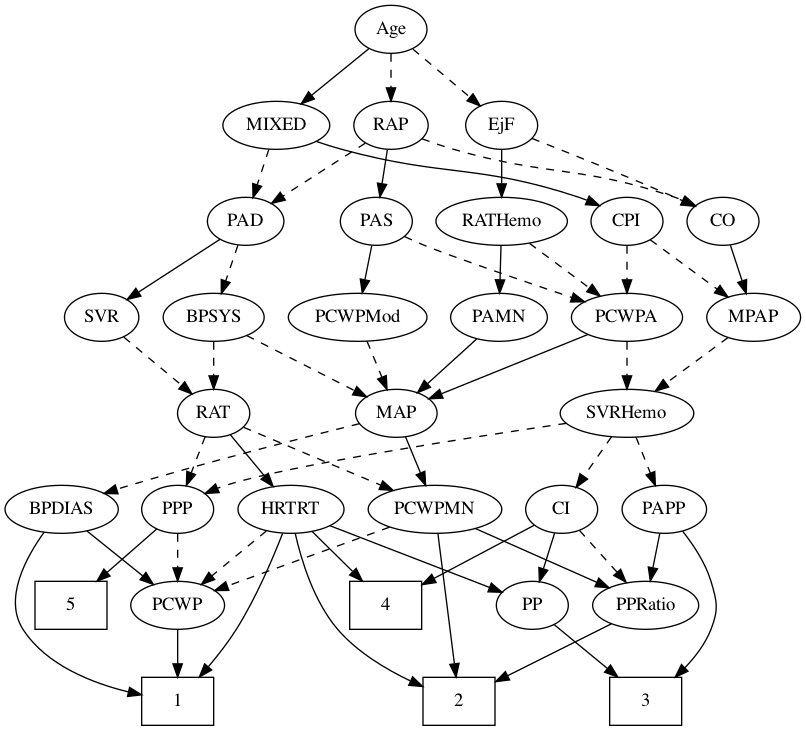 Age
MIXED RAP EjF
PAD PAS RATHemo CPI CO
SVR BPSYS PCWPMod PAMN PCWPA MPAP
RAT MAP SVRHemo
BPDIAS PPP HRTRT PCWPMN CI PAPP
5 PCWP 4 PP PPRatio
1 2 3